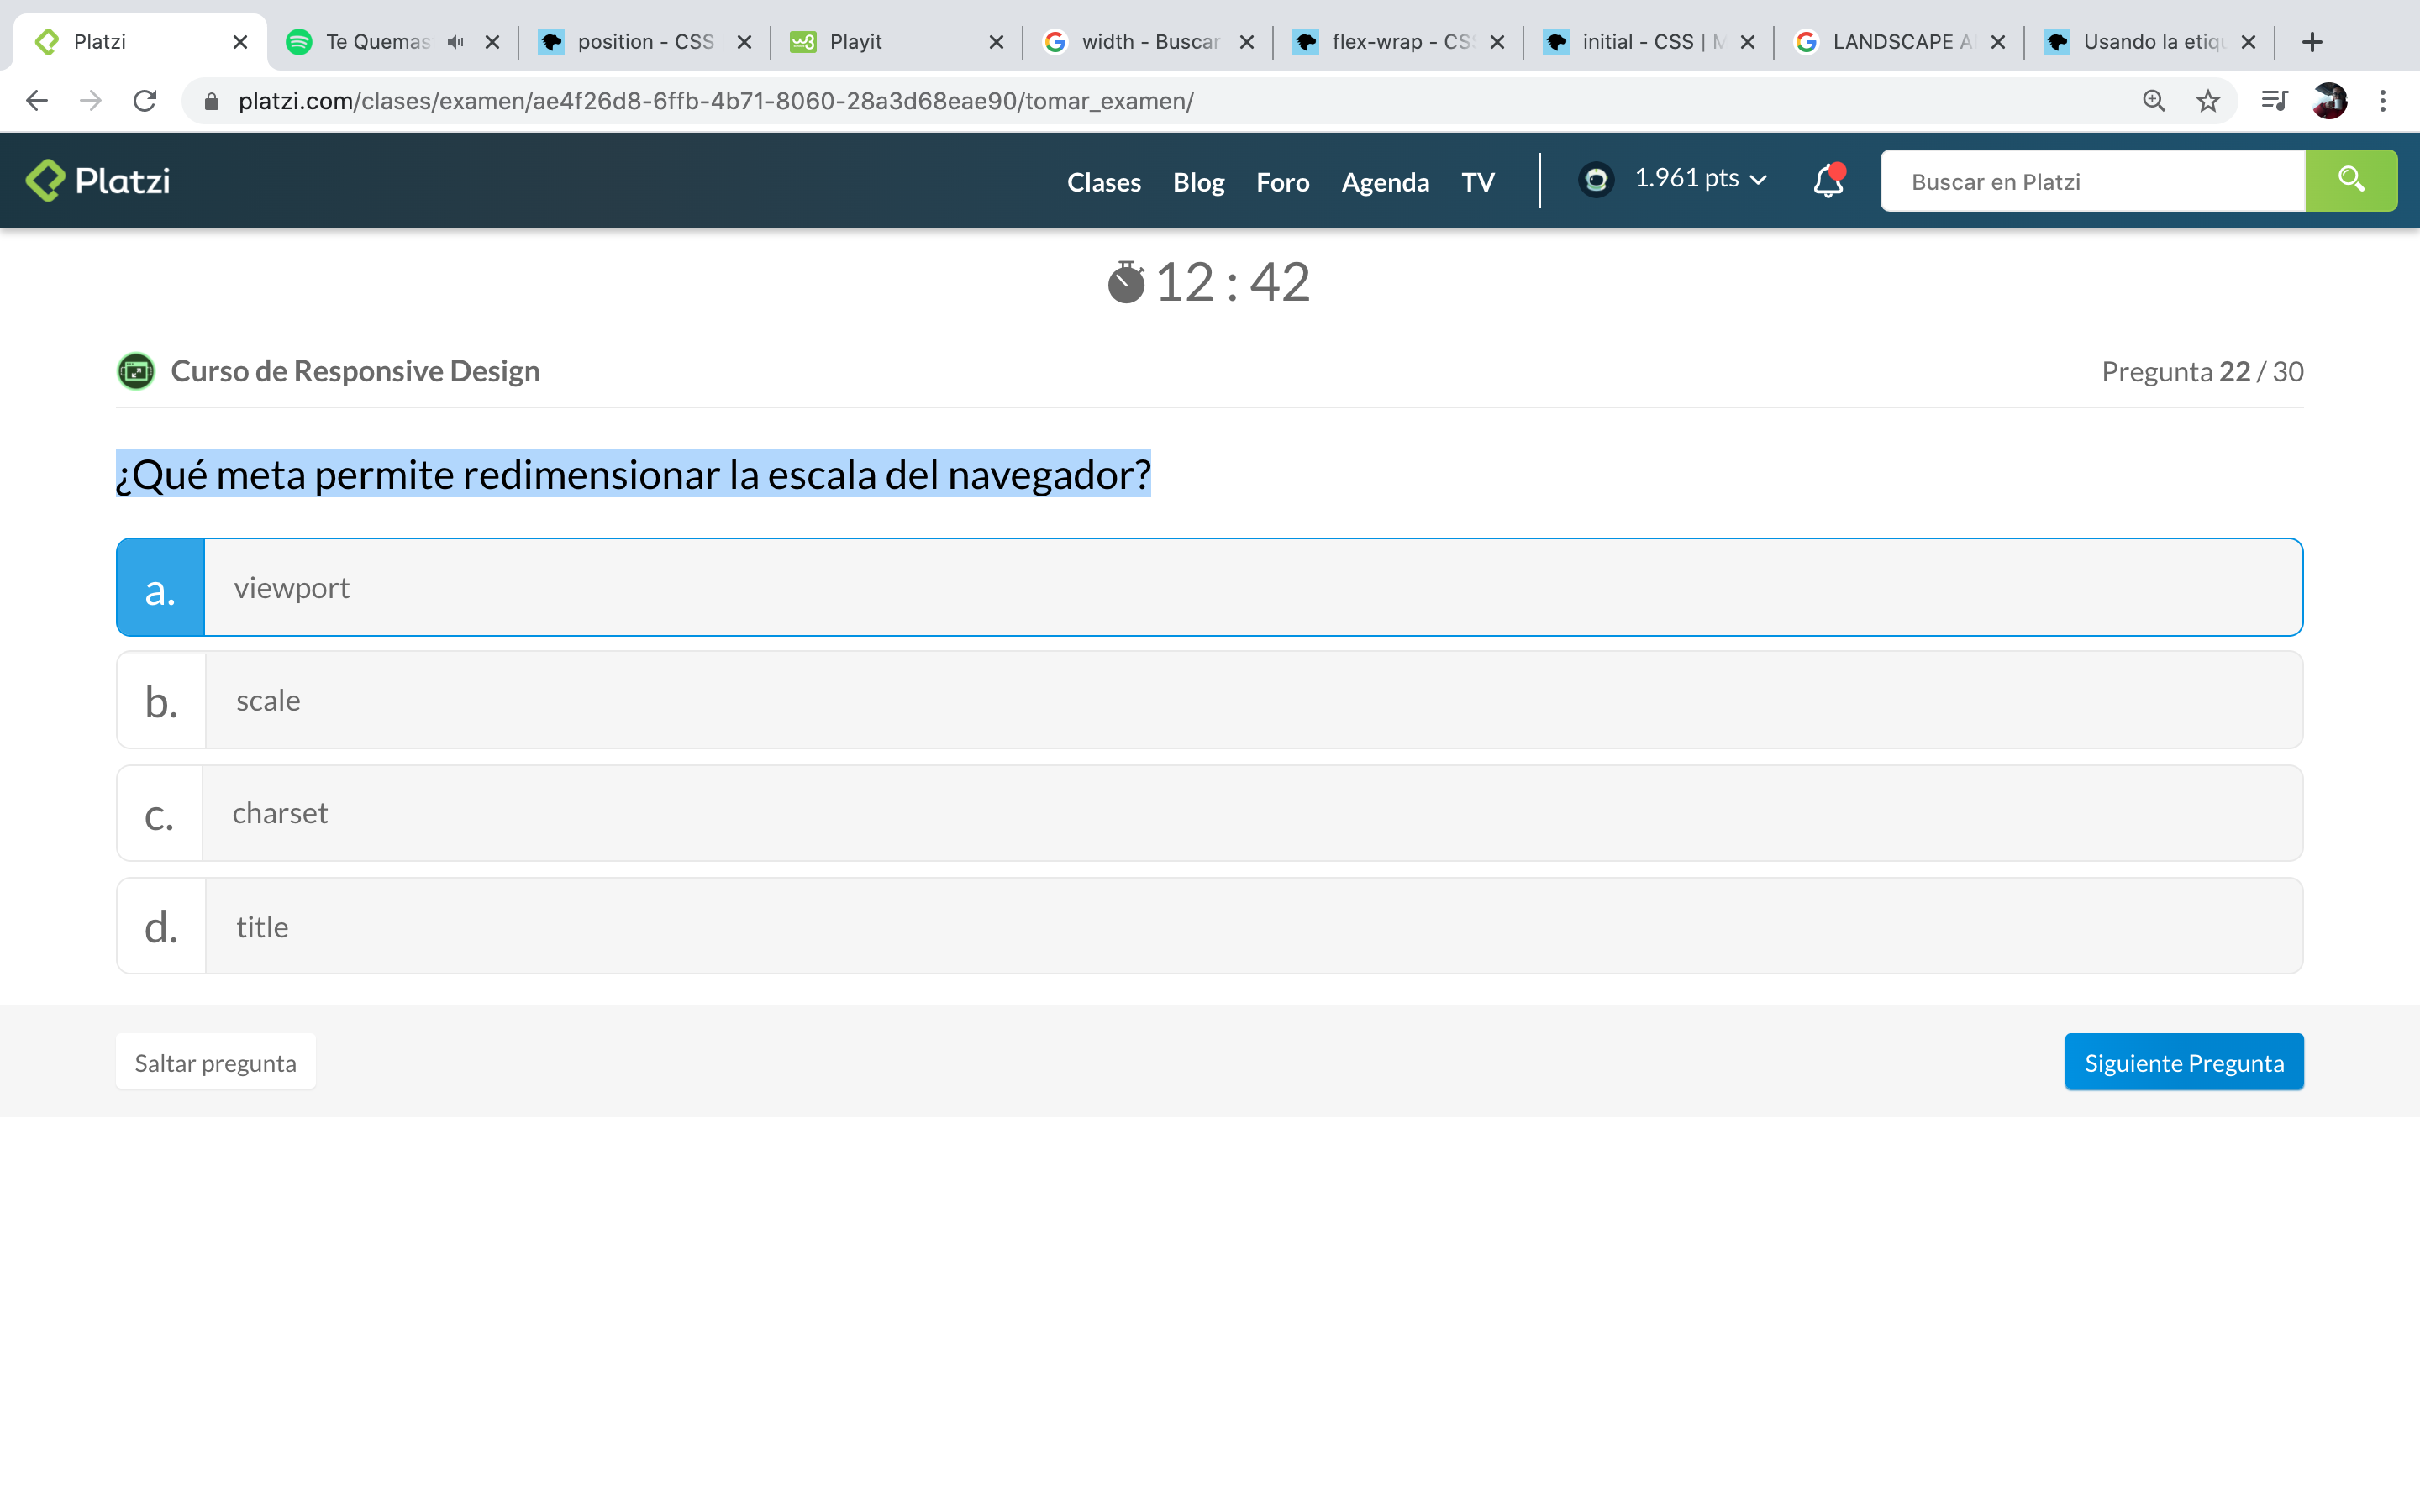 Platzi
Te Quemas
position - CSS
Playit
width - Buscar
flex-wrap - CSS
initial - CSS | M
LANDSCAPE A
Usando la etiqu
platzi.com/clases/examen/ae4f26d8-6ffb-4b71-8060-28a3d68eae90/tomar_examen/
Platzi
Clases Blog Foro Agenda TV
1.961 pts
Buscar en Platzi
12 : 42
Curso de Responsive Design
Pregunta 22 / 30
¿Qué meta permite redimensionar la escala del navegador?
a. viewport
b. scale
c. charset
d. title
Saltar pregunta
Siguiente Pregunta